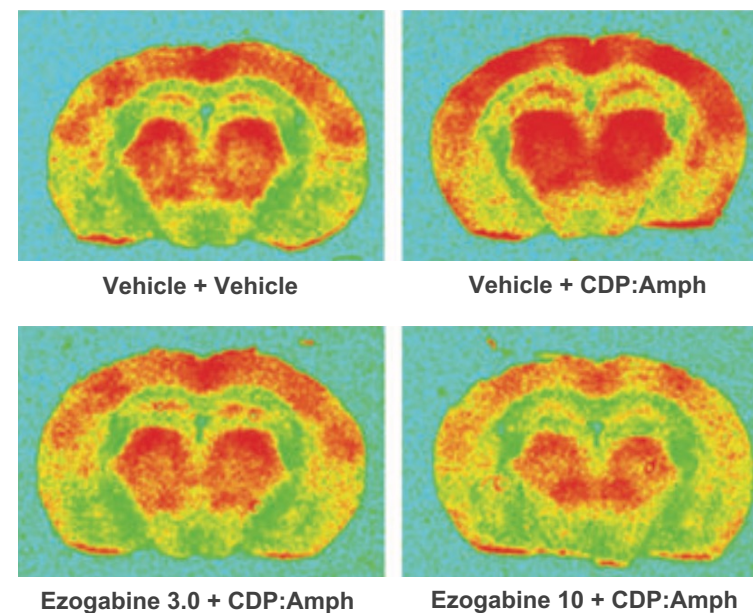 Vehicle + Vehicle
Vehicle + CDP:Amph
Ezogabine 3.0 + CDP:Amph
Ezogabine 10 + CDP:Amph